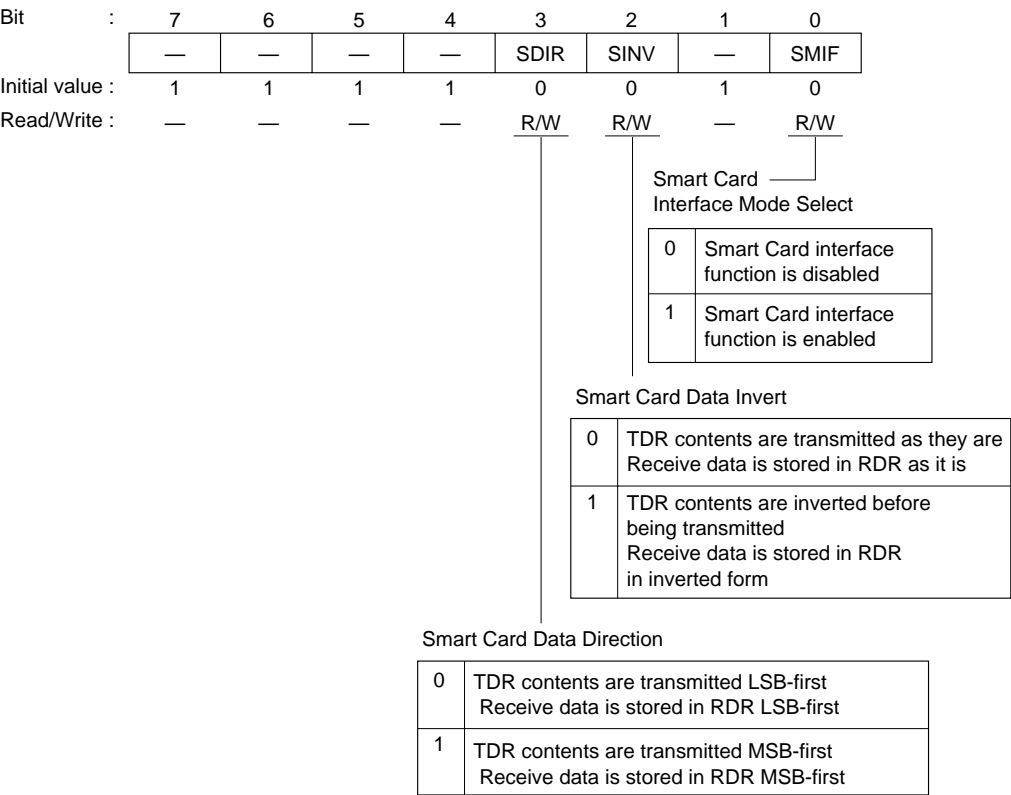 Bit : 7 6 5 4 3 2 1 0
— — — — SDIR SINV — SMIF
Initial value : 1 1 1 1 0 0 1 0
Read/Write : — — — — R/W R/W — R/W
Smart Card
Interface Mode Select
0 Smart Card interface
function is disabled
1 Smart Card interface
function is enabled
Smart Card Data Invert
0 TDR contents are transmitted as they are
Receive data is stored in RDR as it is
1 TDR contents are inverted before
being transmitted
Receive data is stored in RDR
in inverted form
Smart Card Data Direction
0 TDR contents are transmitted LSB-first
Receive data is stored in RDR LSB-first
1 TDR contents are transmitted MSB-first
Receive data is stored in RDR MSB-first